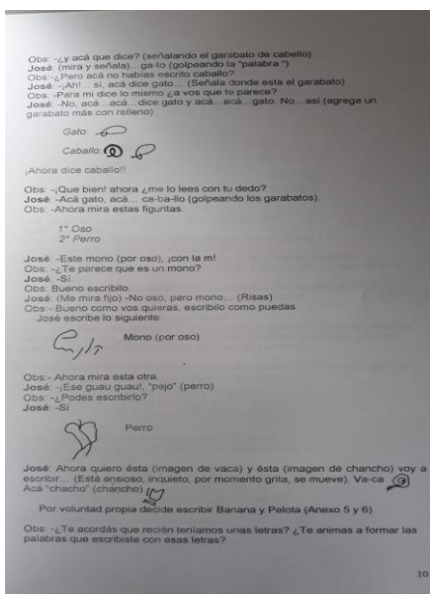 Obs: -¿y acá que dice? (señalando el garabato de caballo)
José: (mira y señala)...ga-to (golpeando la "palabra")
Obs: -¿Pero acá no habías escrito caballo?
José: -¡Ah!... si, acá dice gato... (Señala donde esta el garabato)
Obs: -Para mi dice lo mismo ¿a vos que te parece?
José: -No, acá...acá...dice gato y acá...acá...gato. No...asi (agrega un
garabato más con relleno)
Gato:
Caballo:
¡Ahora dice caballo!!
Obs: -¡Que bien! ahora ¿me lo lees con tu dedo?
José: -Acá gato, acá... ca-ba-llo (golpeando los garabatos).
Obs: -Ahora mira estas figuritas.
1° Oso
2° Perro
José: -Este mono (por oso), ¡con la m!
Obs: -¿Te parece que es un mono?
José: -Sí.
Obs: Bueno escribilo.
José: (Me mira fijo) -No oso, pero mono... (Risas)
Obs:- Bueno como vos quieras, escribilo como puedas
José escribe lo siguiente:
Mono (por oso)
Obs:- Ahora mira esta otra.
José: -¡Ese guau guau!, "pejo" (perro)
Obs: -¿Podes escribirlo?
José: -Si
Perro
José: Ahora quiero ésta (imagen de vaca) y ésta (imagen de chancho) voy a
escribir... (Está ansioso, inquieto, por momento grita, se mueve). Va-ca
Acá "chacho" (chancho)
Por voluntad propia decide escribir Banana y Pelota (Anexo 5 y 6)
Obs: -¿Te acordás que recién teníamos unas letras? ¿Te animas a formar las
palabras que escribiste con esas letras?
10